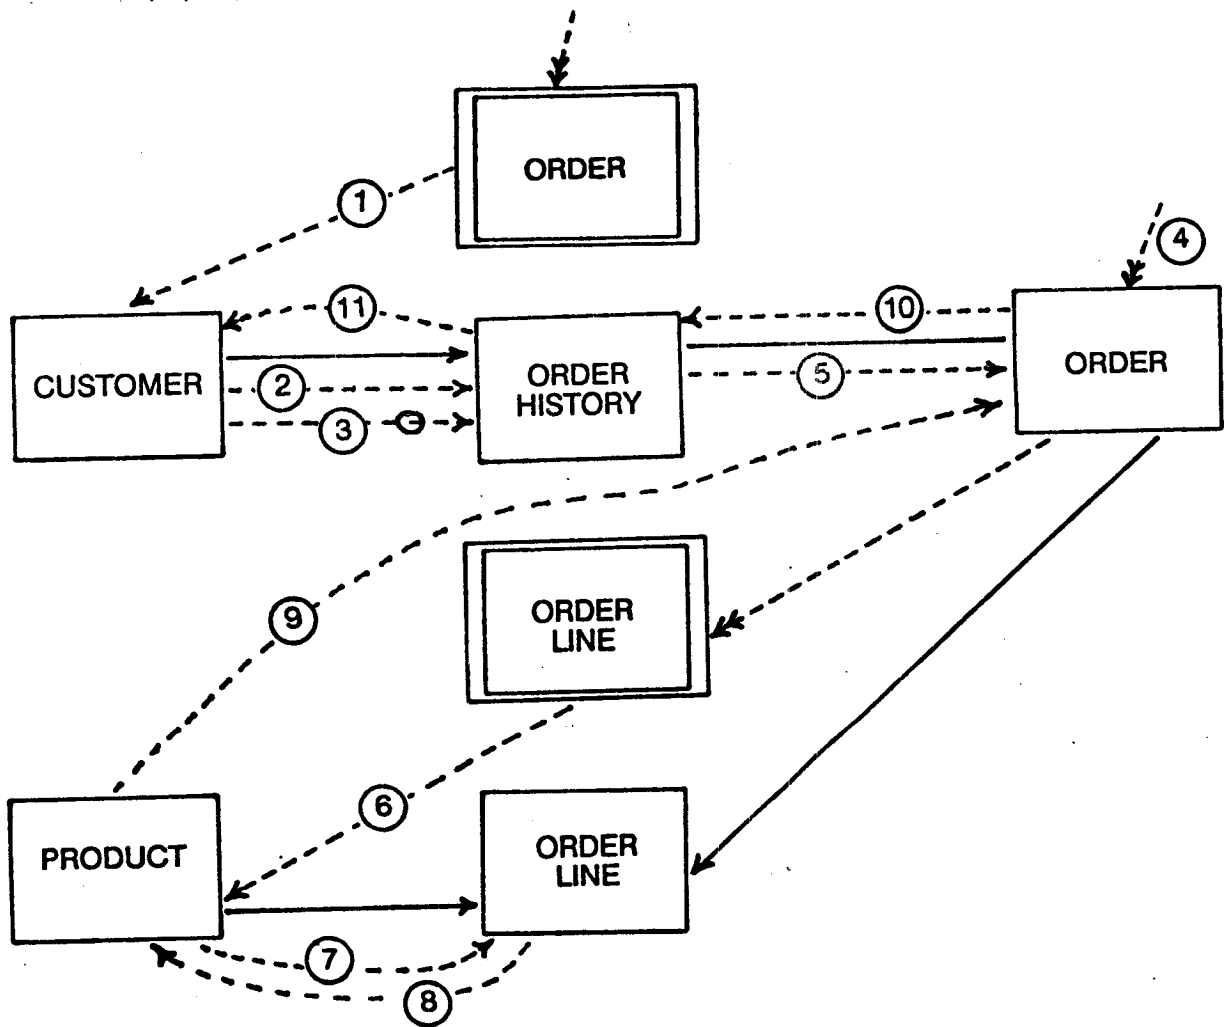 ORDER
1
4
11
10
CUSTOMER
2
3
ORDER
HISTORY
5
ORDER
9
ORDER
LINE
6
PRODUCT
ORDER
LINE
7
8